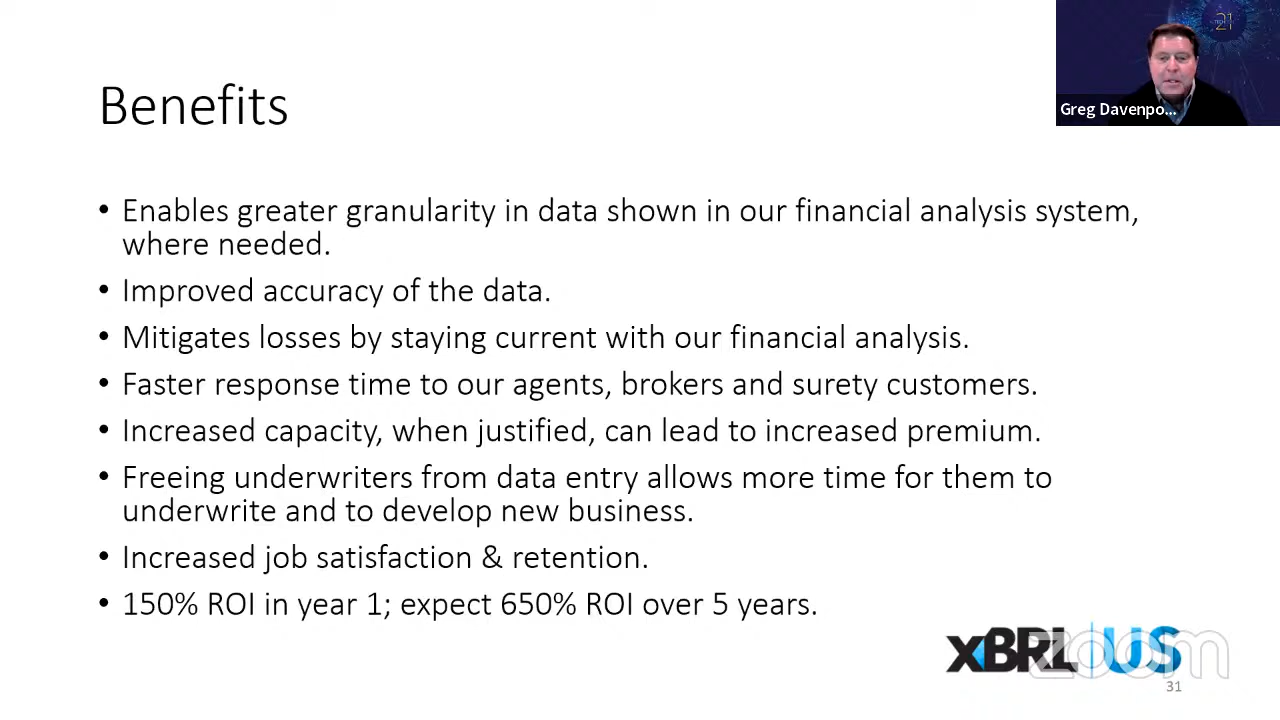 Benefits
Greg Davenpo...
• Enables greater granularity in data shown in our financial analysis system,
where needed.
• Improved accuracy of the data.
• Mitigates losses by staying current with our financial analysis.
• Faster response time to our agents, brokers and surety customers.
• Increased capacity, when justified, can lead to increased premium.
• Freeing underwriters from data entry allows more time for them to
underwrite and to develop new business.
• Increased job satisfaction & retention.
• 150% ROI in year 1; expect 650% ROI over 5 years.
XBRL US
zoom
31